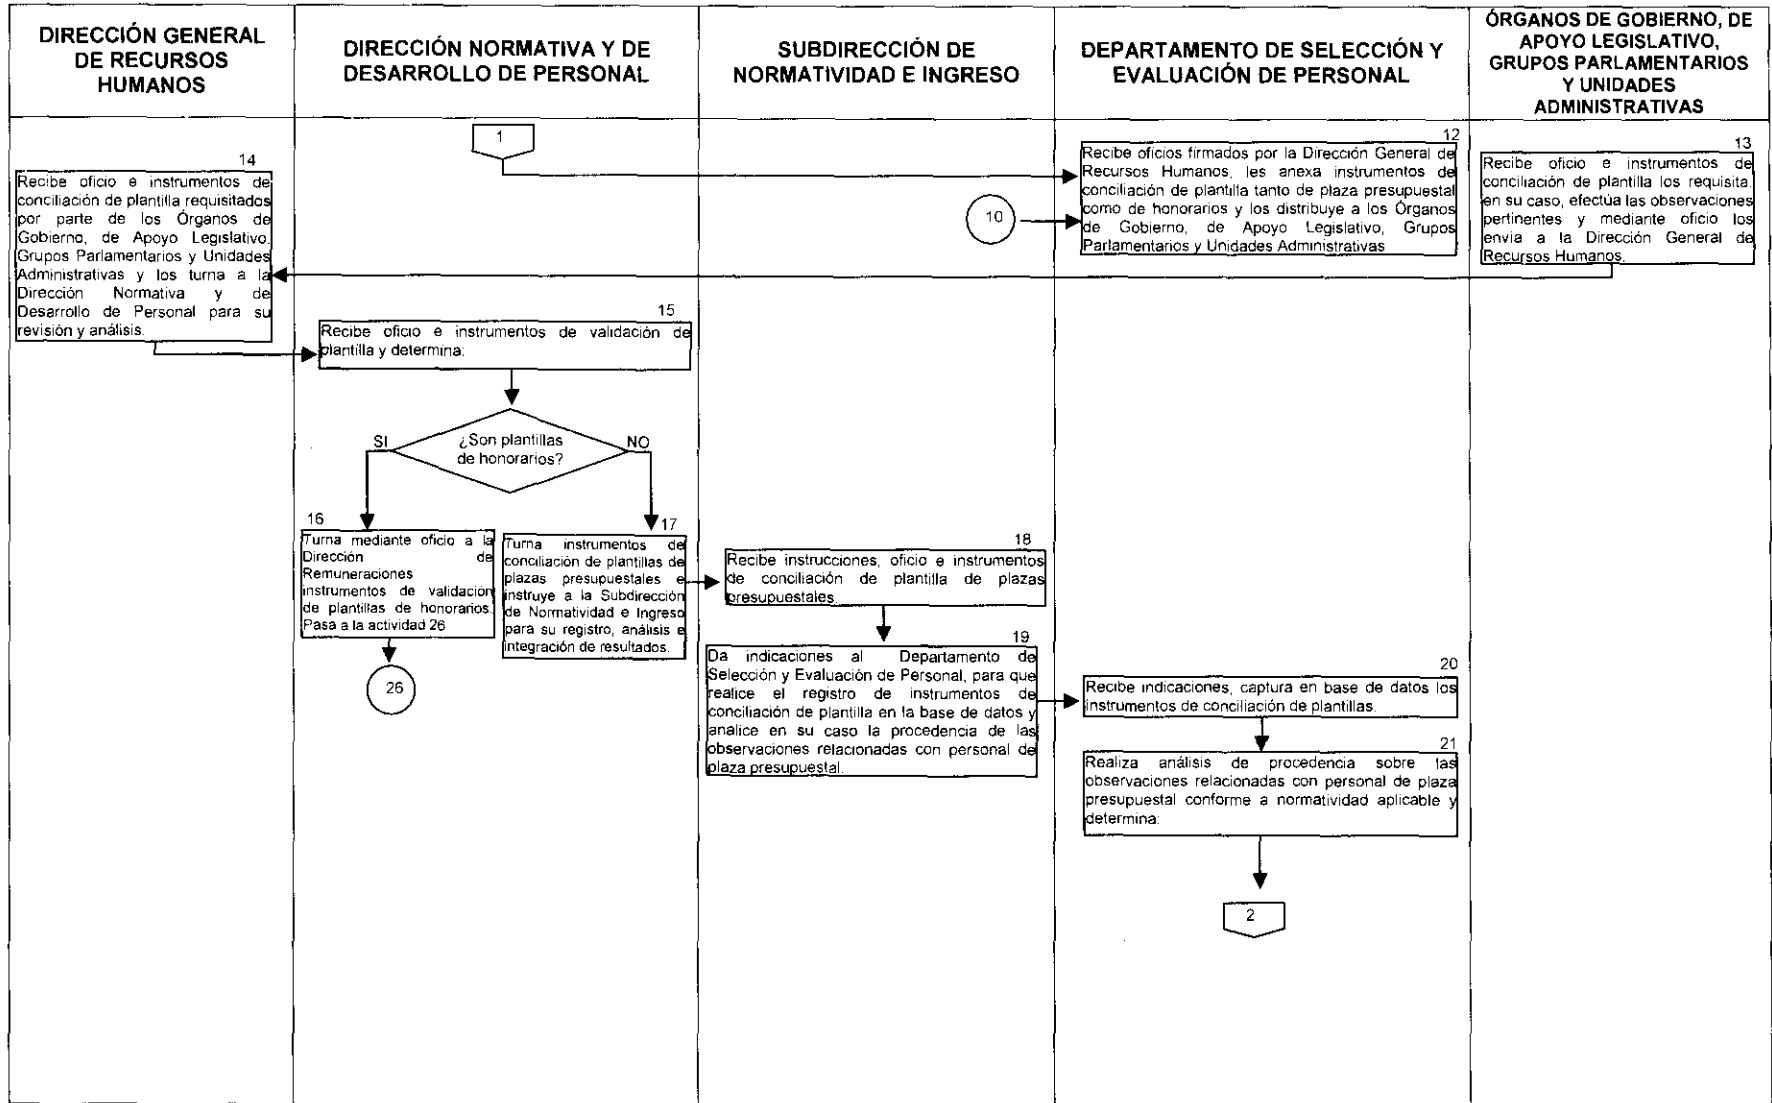 DIRECCIÓN GENERAL
DE RECURSOS
HUMANOS
DIRECCIÓN NORMATIVA Y DE
DESARROLLO DE PERSONAL
SUBDIRECCIÓN DE
NORMATIVIDAD E INGRESO
DEPARTAMENTO DE SELECCIÓN Y
EVALUACIÓN DE PERSONAL
ÓRGANOS DE GOBIERNO, DE
APOYO LEGISLATIVO,
GRUPOS PARLAMENTARIOS
Y UNIDADES
ADMINISTRATIVAS
1
12
Recibe oficios firmados por la Dirección General de
Recursos Humanos, les anexa instrumentos de
conciliación de plantilla tanto de plaza presupuestal
como de honorarios y los distribuye a los Órganos
de Gobierno, de Apoyo Legislativo, Grupos
Parlamentarios y Unidades Administrativas
10
13
Recibe oficio e instrumentos de
conciliación de plantilla los requisita.
en su caso, efectúa las observaciones
pertinentes y mediante oficio los
envia a la Dirección General de
Recursos Humanos.
14
Recibe oficio e instrumentos de
conciliación de plantilla requisitados
por parte de los Órganos de
Gobierno, de Apoyo Legislativo.
Grupos Parlamentarios y Unidades
Administrativas y los turna a la
Dirección Normativa y de
Desarrollo de Personal para su
revisión y análisis.
15
Recibe oficio e instrumentos de validación de
plantilla y determina:
¿Son plantillas
de honorarios?
SI
NO
16
Turna mediante oficio a la
Dirección de
Remuneraciones
instrumentos de validación
de plantillas de honorarios.
Pasa a la actividad 26
26
17
Turna instrumentos de
conciliación de plantillas de
plazas presupuestales e
instruye a la Subdirección
de Normatividad e Ingreso
para su registro, análisis e
integración de resultados.
18
Recibe instrucciones, oficio e instrumentos
de conciliación de plantilla de plazas
presupuestales.
19
Da indicaciones al Departamento de
Selección y Evaluación de Personal, para que
realice el registro de instrumentos de
conciliación de plantilla en la base de datos y
analice en su caso la procedencia de las
observaciones relacionadas con personal de
plaza presupuestal.
20
Recibe indicaciones, captura en base de datos los
instrumentos de conciliación de plantillas.
21
Realiza análisis de procedencia sobre las
observaciones relacionadas con personal de plaza
presupuestal conforme a normatividad aplicable y
determina:
2